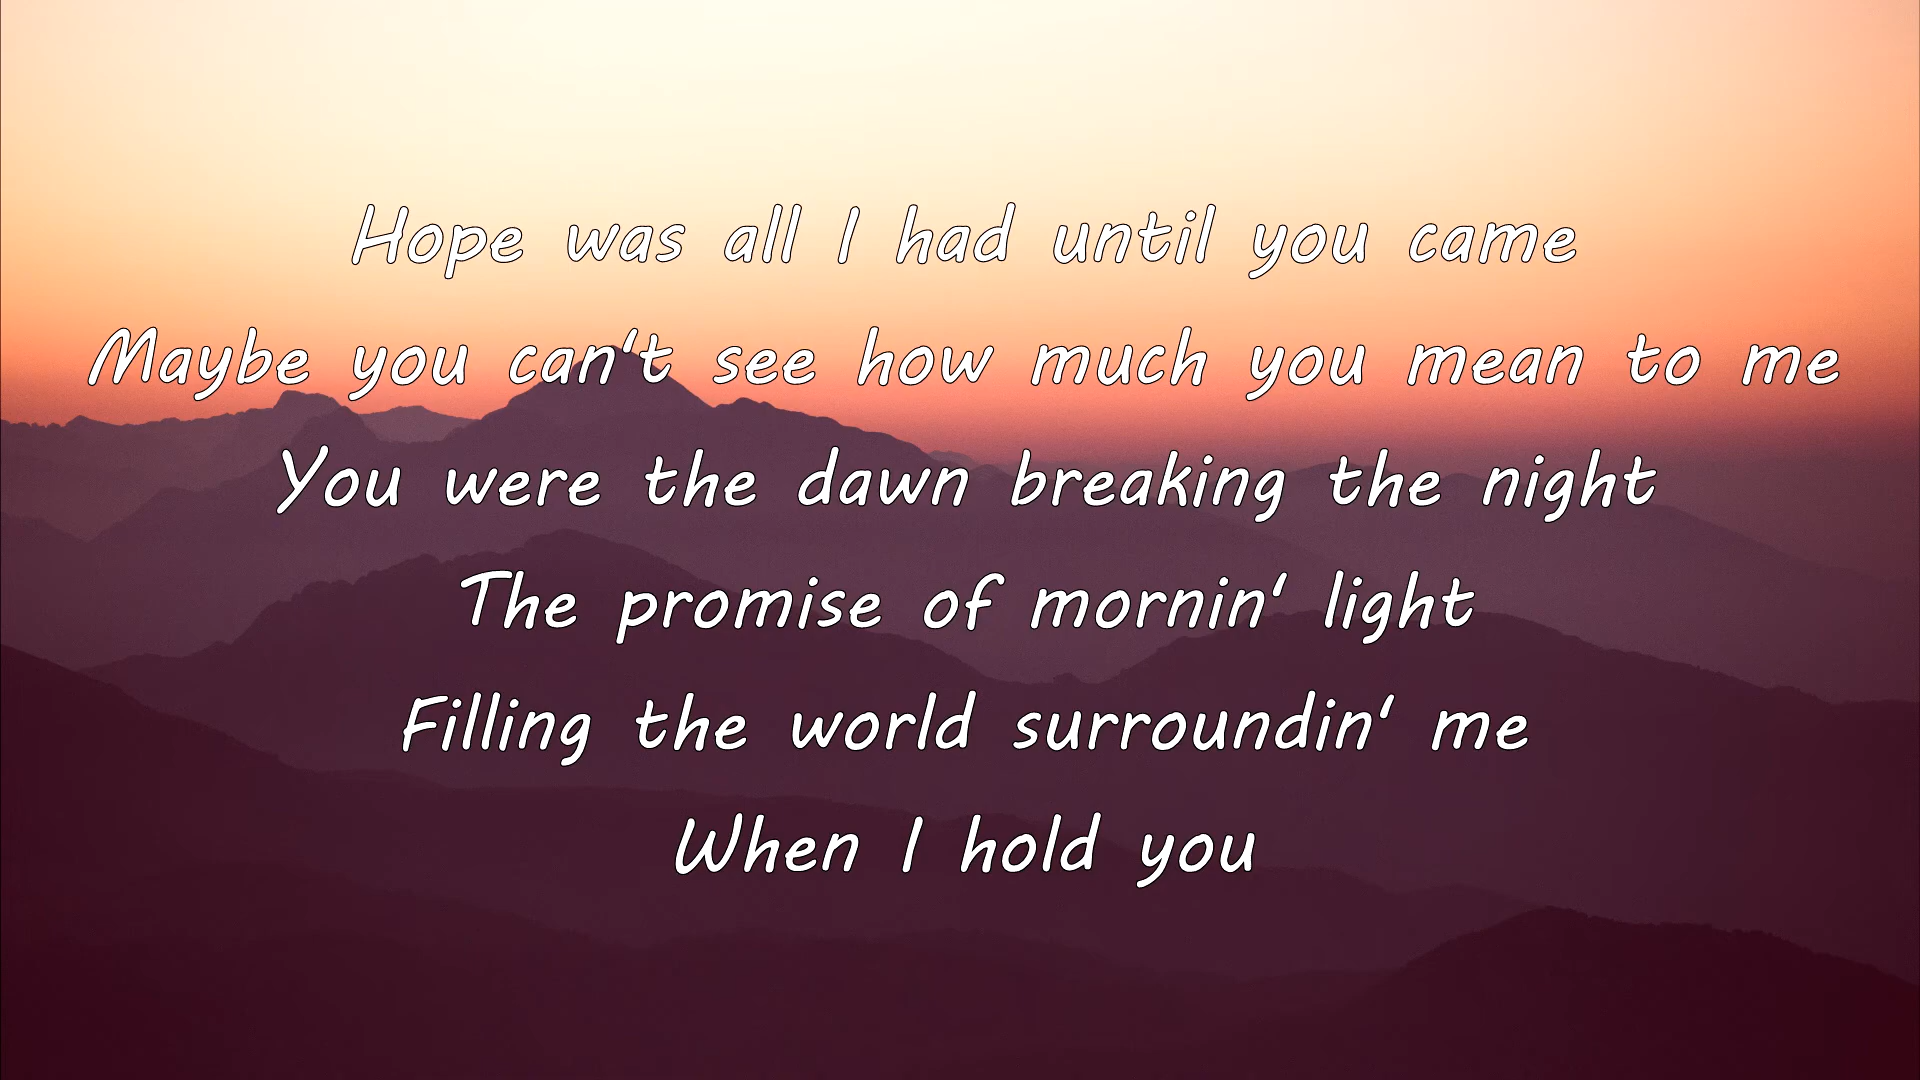 Hope was all I had until you came
Maybe you can't see how much you mean to me
You were the dawn breaking the night
The promise of mornin' light
Filling the world surroundin' me
When I hold you